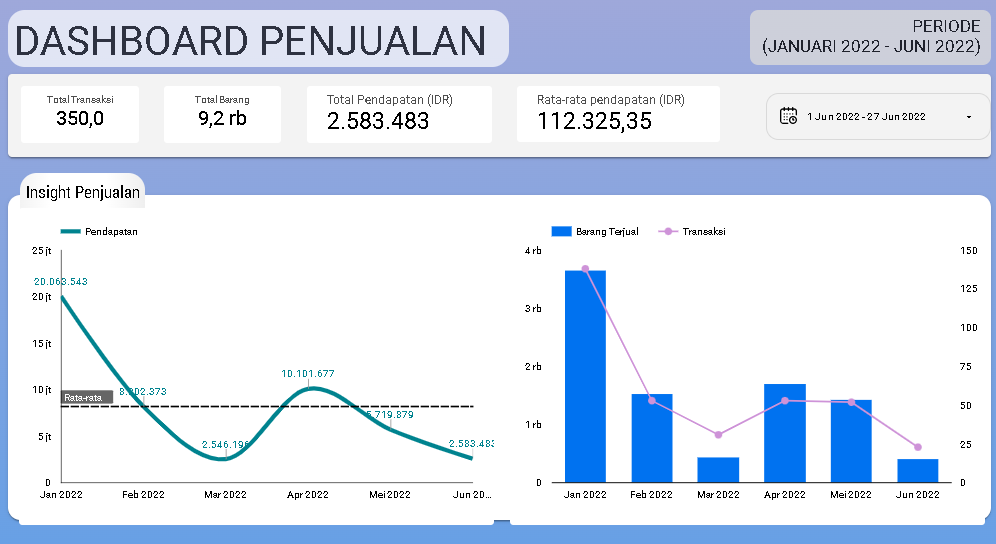 DASHBOARD PENJUALAN
PERIODE
(JANUARI 2022 - JUNI 2022)
Total Transaksi
350,0
Total Barang
9,2 rb
Total Pendapatan (IDR)
2.583.483
Rata-rata pendapatan (IDR)
112.325,35
1 Jun 2022 - 27 Jun 2022
Insight Penjualan
Pendapatan
25 jt
20 jt
15 jt
10 jt
5 jt
0
20.063.543
2.546.196
10.101.677
5.719.879
2.583.483
Rata-rata
Jan 2022
Feb 2022
Mar 2022
Apr 2022
Mei 2022
Jun 20...
Barang Terjual
Transaksi
4 rb
3 rb
2 rb
1 rb
0
150
125
100
75
50
25
0
Jan 2022
Feb 2022
Mar 2022
Apr 2022
Mei 2022
Jun 2022